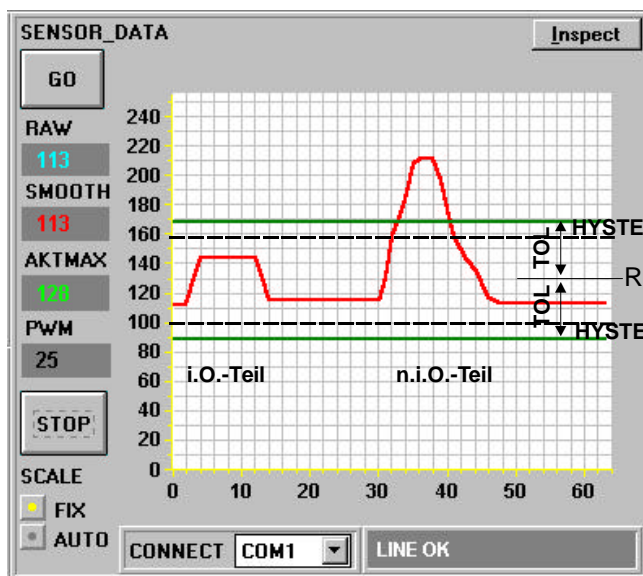 SENSOR_DATA
Inspect
GO
RAW
113
SMOOTH
113
AKTMAX
128
PWM
25
STOP
SCALE
FIX
AUTO
240
220
200
180
160
140
120
100
80
60
40
20
0
0 10 20 30 40 50 60
HYSTE
TOL
R
TOL
HYSTE
i.O.-Teil
n.i.O.-Teil
CONNECT COM1
LINE OK